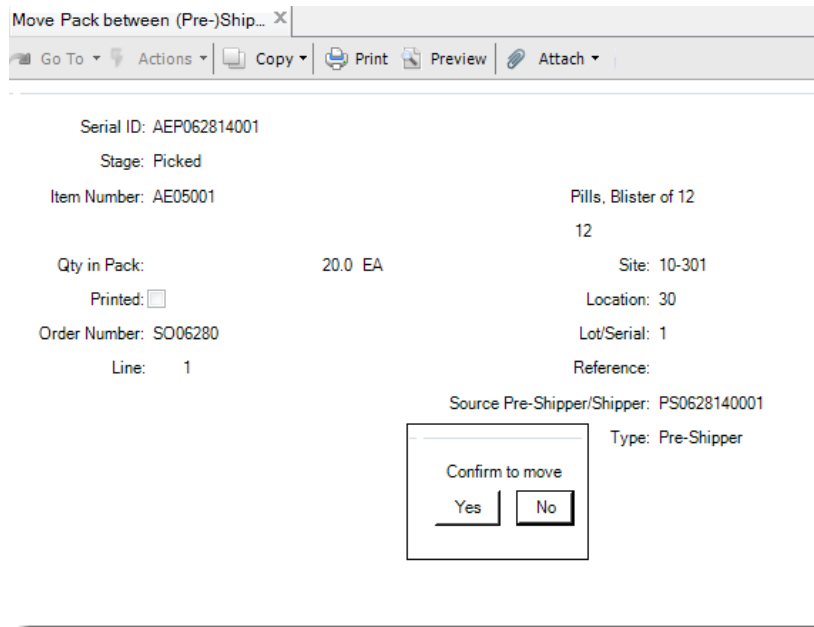 Move Pack between (Pre-)Ship... X
Go To Actions Copy Print Preview Attach
Serial ID: AEP062814001
Stage: Picked
Item Number: AE05001 Pills, Blister of 12
12
Qty in Pack: 20.0 EA Site: 10-301
Printed: Location: 30
Order Number: SO06280 Lot/Serial: 1
Line: 1 Reference:
Source Pre-Shipper/Shipper: PS0628140001
Type: Pre-Shipper
Confirm to move
Yes No